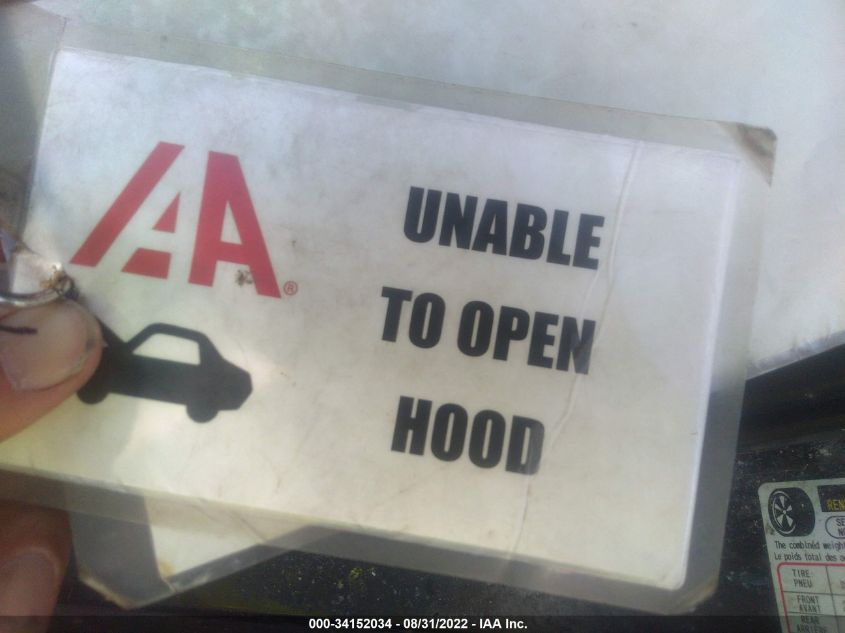 IAA®
UNABLE
TO OPEN
HOOD
The combined weight
Le poids total des
TIRE
PNEU
FRONT
AVANT
REAR
ARRIÈRE
000-34152034 - 08/31/2022 - IAA Inc.